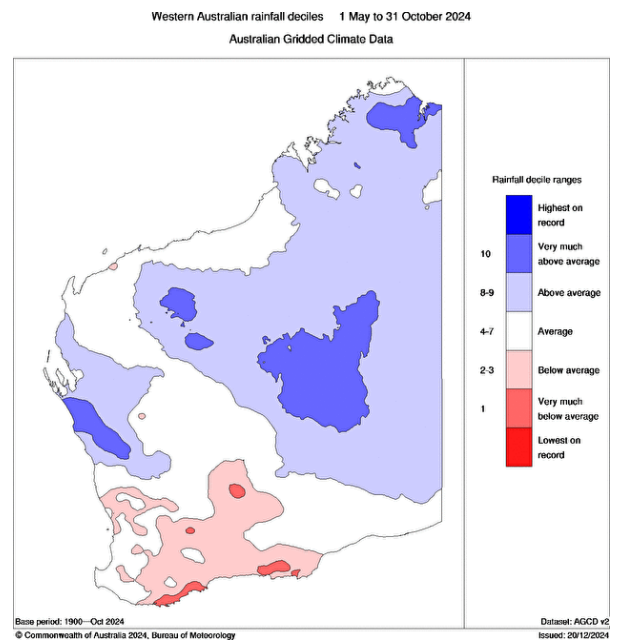 Western Australian rainfall deciles 1 May to 31 October 2024
Australian Gridded Climate Data
Rainfall decile ranges
Highest on
record
10 Very much
above average
8-9 Above average
4-7 Average
2-3 Below average
1 Very much
below average
Lowest on
record
Base period: 1900—Oct 2024
Dataset: AGCD v2
© Commonwealth of Australia 2024, Bureau of Meteorology
Issued: 20/12/2024